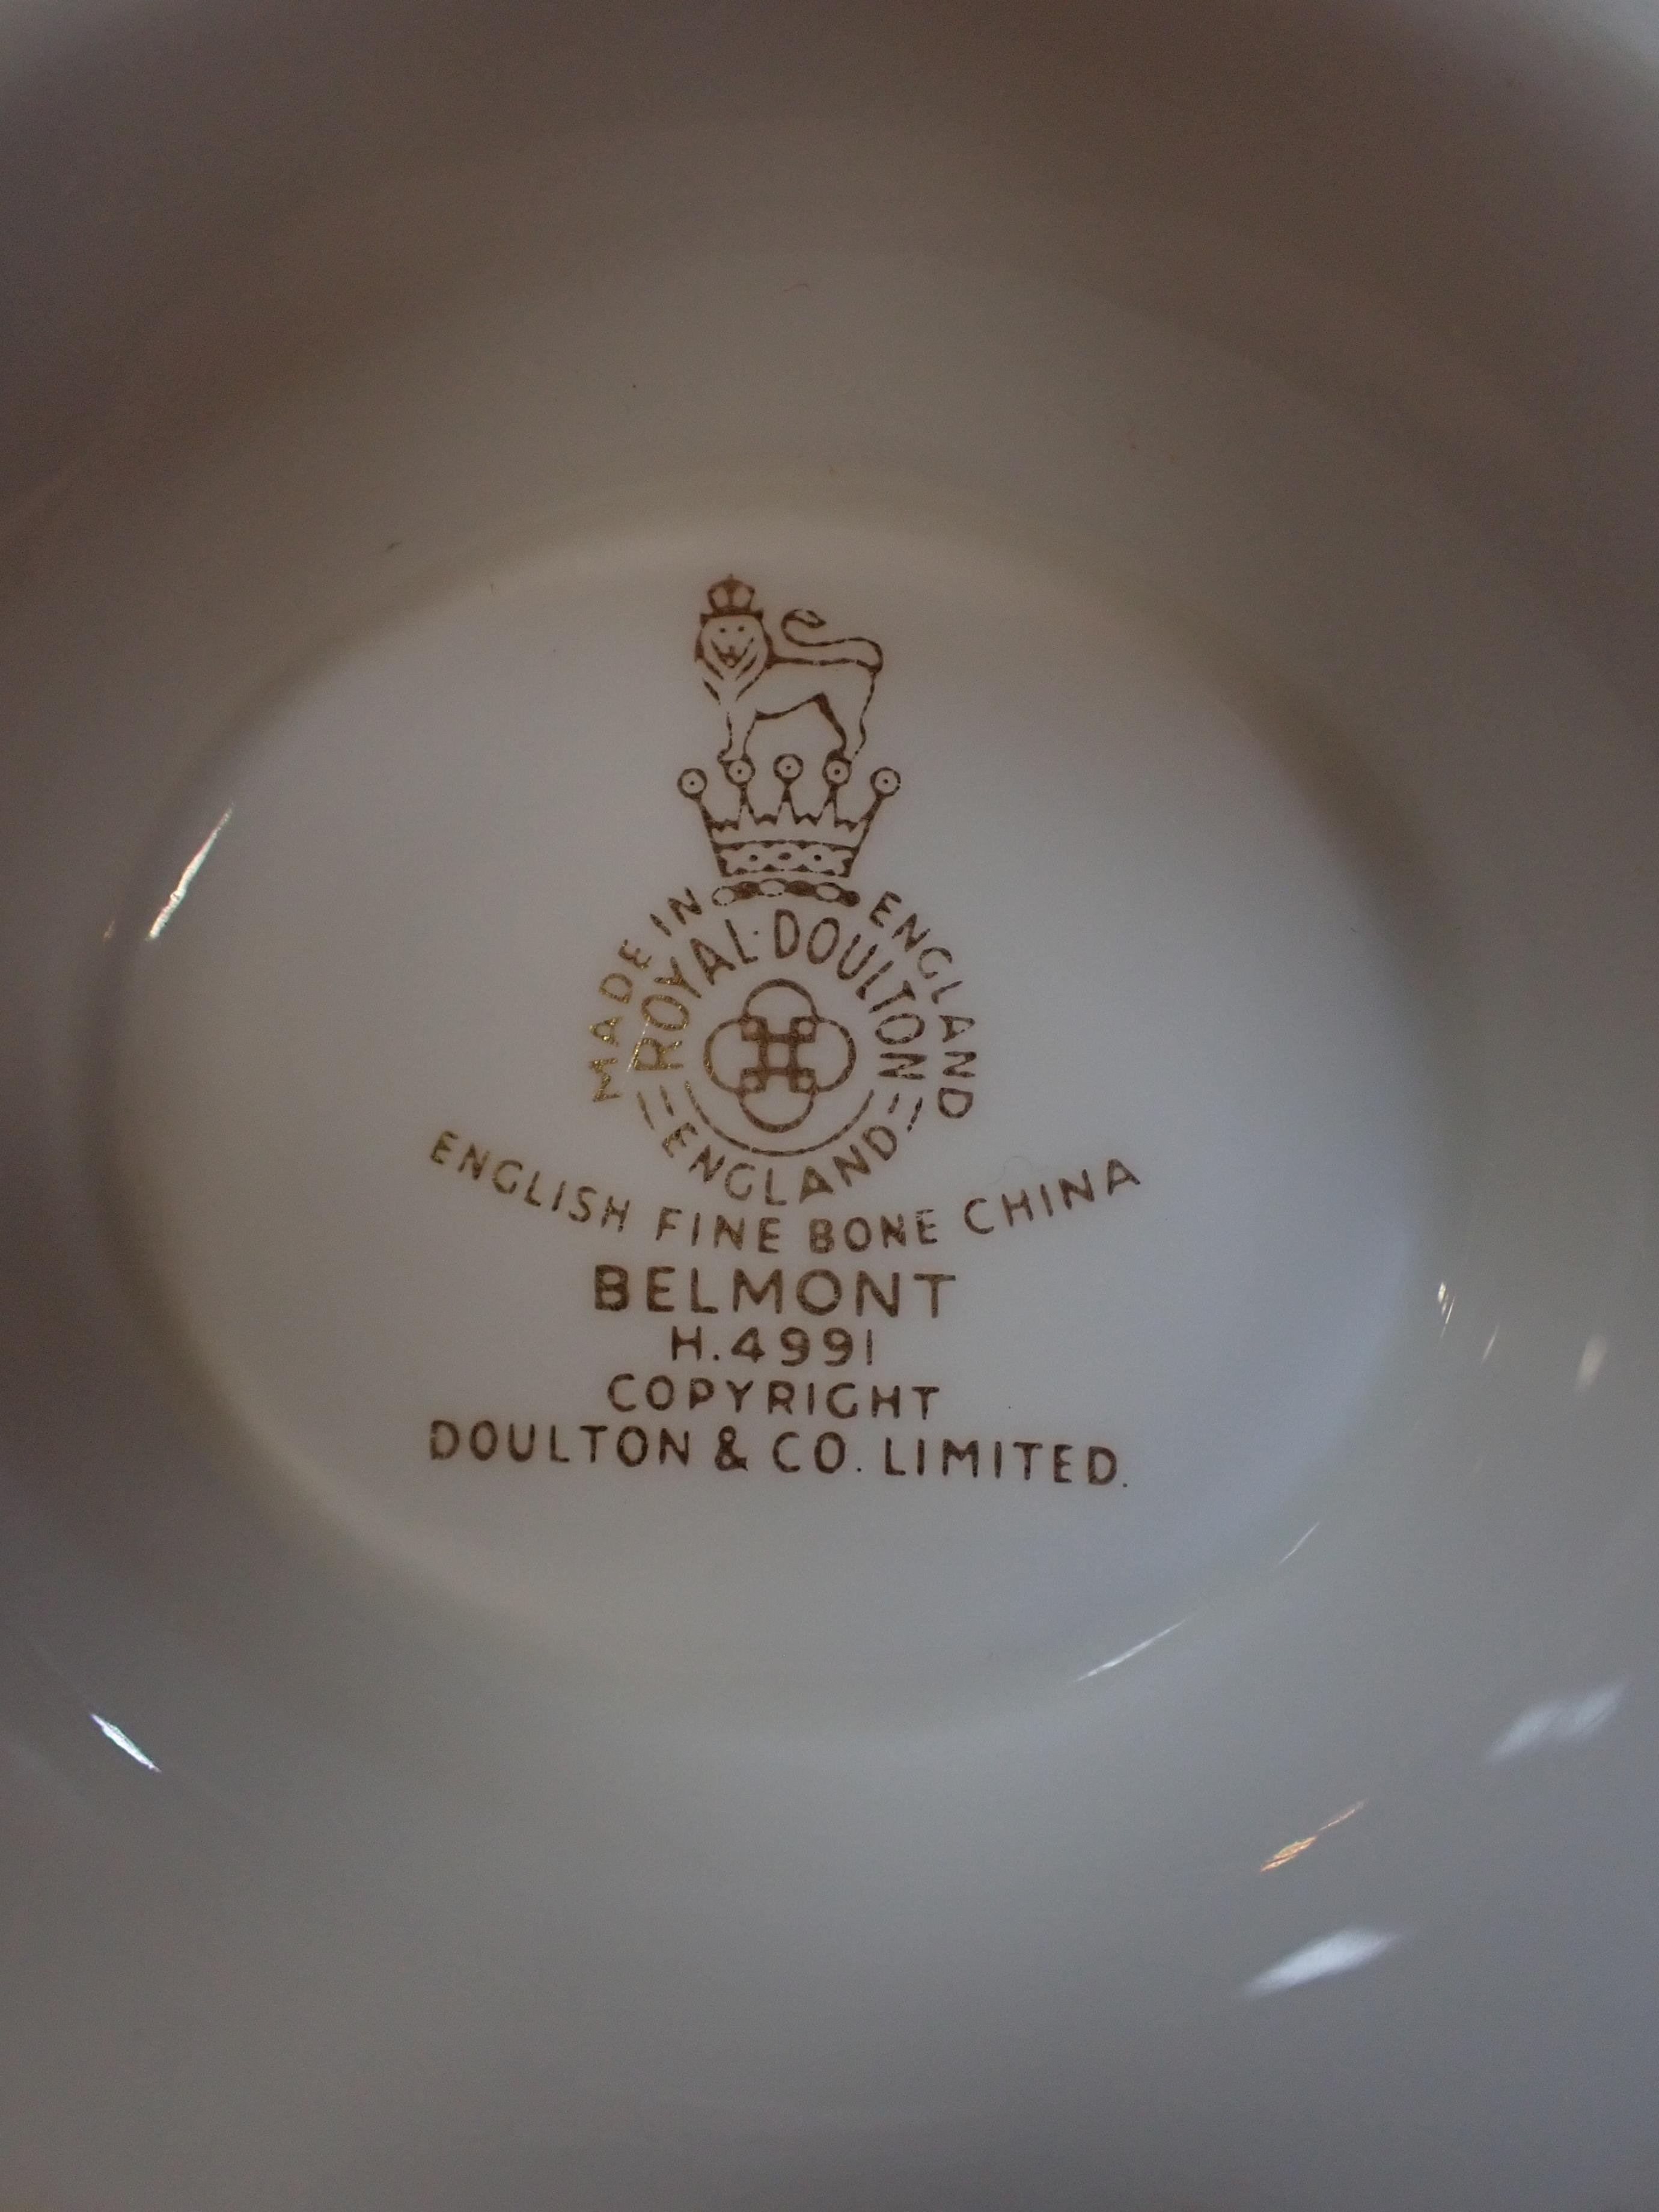 MADE IN ENGLAND
ROYAL·DOULTON
ENGLAND
ENGLISH FINE BONE CHINA
BELMONT
H.4991
COPYRIGHT
DOULTON & CO. LIMITED.